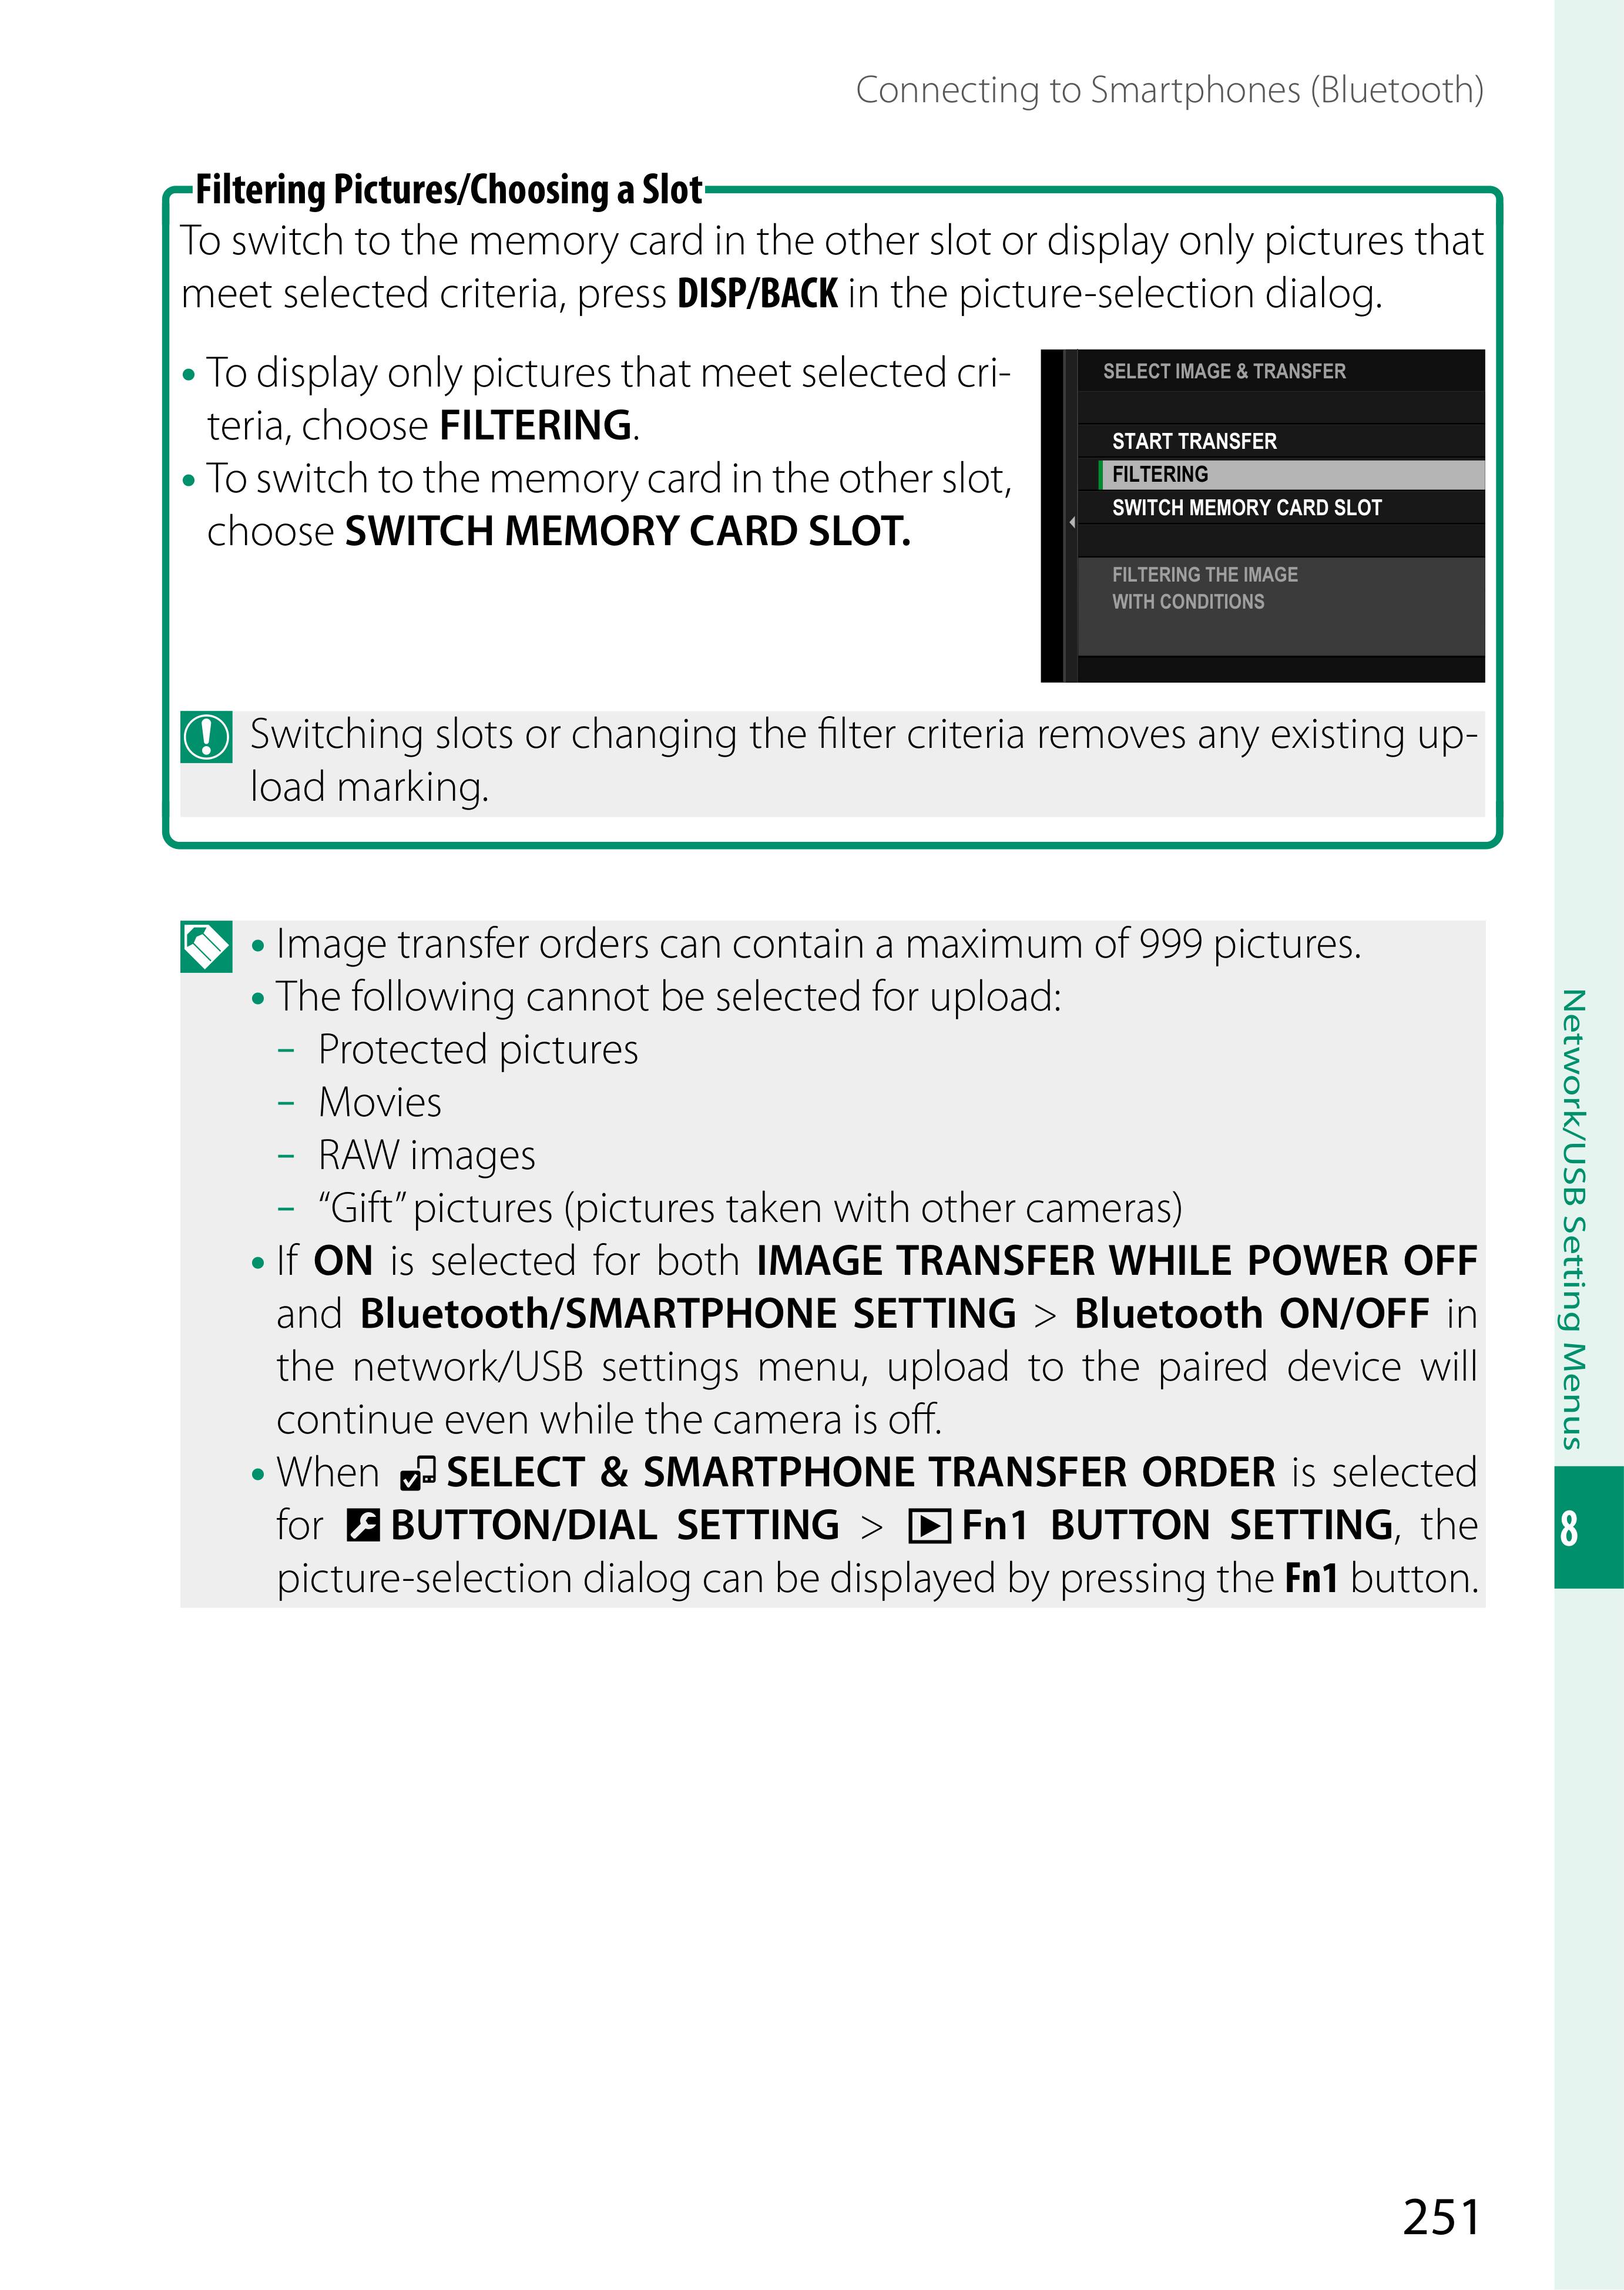 Connecting to Smartphones (Bluetooth)
Filtering Pictures/Choosing a Slot
To switch to the memory card in the other slot or display only pictures that
meet selected criteria, press DISP/BACK in the picture-selection dialog.
• To display only pictures that meet selected cri-
teria, choose FILTERING.
• To switch to the memory card in the other slot,
choose SWITCH MEMORY CARD SLOT.
SELECT IMAGE & TRANSFER
START TRANSFER
FILTERING
SWITCH MEMORY CARD SLOT
FILTERING THE IMAGE
WITH CONDITIONS
Switching slots or changing the filter criteria removes any existing up-
load marking.
• Image transfer orders can contain a maximum of 999 pictures.
• The following cannot be selected for upload:
– Protected pictures
– Movies
– RAW images
– “Gift” pictures (pictures taken with other cameras)
• If ON is selected for both IMAGE TRANSFER WHILE POWER OFF
and Bluetooth/SMARTPHONE SETTING > Bluetooth ON/OFF in
the network/USB settings menu, upload to the paired device will
continue even while the camera is off.
• When SELECT & SMARTPHONE TRANSFER ORDER is selected
for BUTTON/DIAL SETTING > Fn1 BUTTON SETTING, the
picture-selection dialog can be displayed by pressing the Fn1 button.
Network/USB Setting Menus
8
251